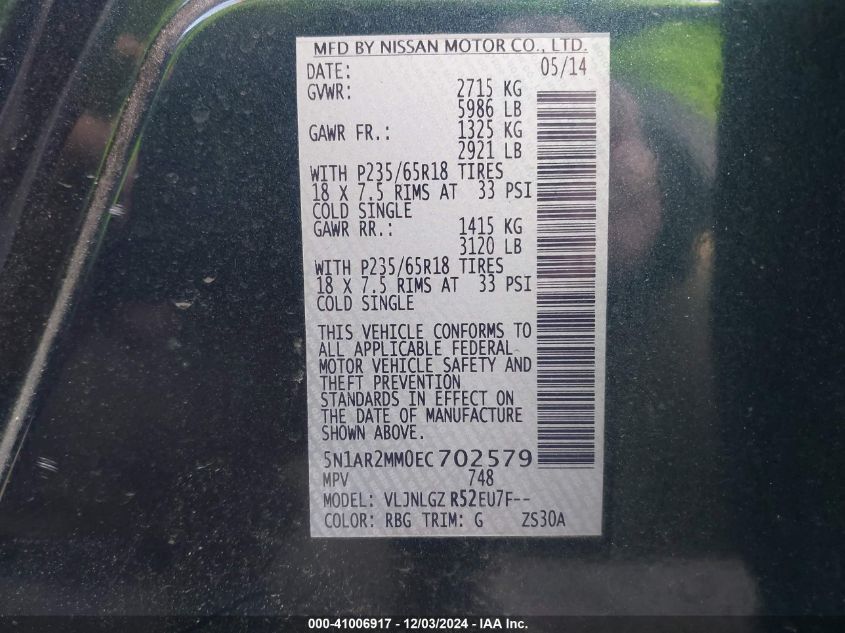 MFD BY NISSAN MOTOR CO., LTD.
DATE: 05/14
GVWR: 2715 KG
5986 LB
GAWR FR.: 1325 KG
2921 LB
WITH P235/65R18 TIRES
18 X 7.5 RIMS AT 33 PSI
COLD SINGLE
GAWR RR.: 1415 KG
3120 LB
WITH P235/65R18 TIRES
18 X 7.5 RIMS AT 33 PSI
COLD SINGLE
THIS VEHICLE CONFORMS TO
ALL APPLICABLE FEDERAL
MOTOR VEHICLE SAFETY AND
THEFT PREVENTION
STANDARDS IN EFFECT ON
THE DATE OF MANUFACTURE
SHOWN ABOVE.
5N1AR2MM0EC702579
MPV 748
MODEL: VLJNLGZ R52EU7F--
COLOR: RBG TRIM: G ZS30A
000-41006917 - 12/03/2024 - IAA Inc.